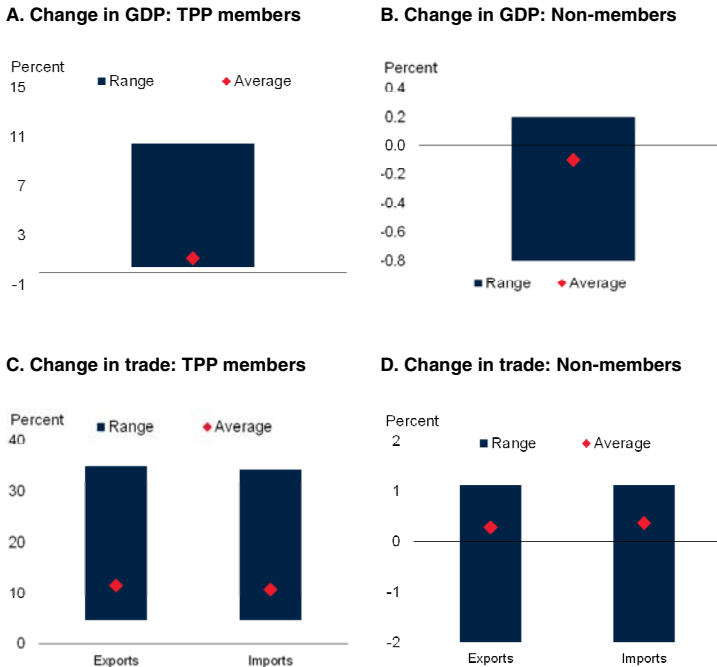 A. Change in GDP: TPP members
Percent
Range Average
15
11
7
3
-1
B. Change in GDP: Non-members
Percent
0.4
0.2
0.0
-0.2
-0.4
-0.6
-0.8
Range Average
C. Change in trade: TPP members
Percent
Range Average
40
30
20
10
0
Exports Imports
D. Change in trade: Non-members
Percent
Range Average
2
1
0
-1
-2
Exports Imports